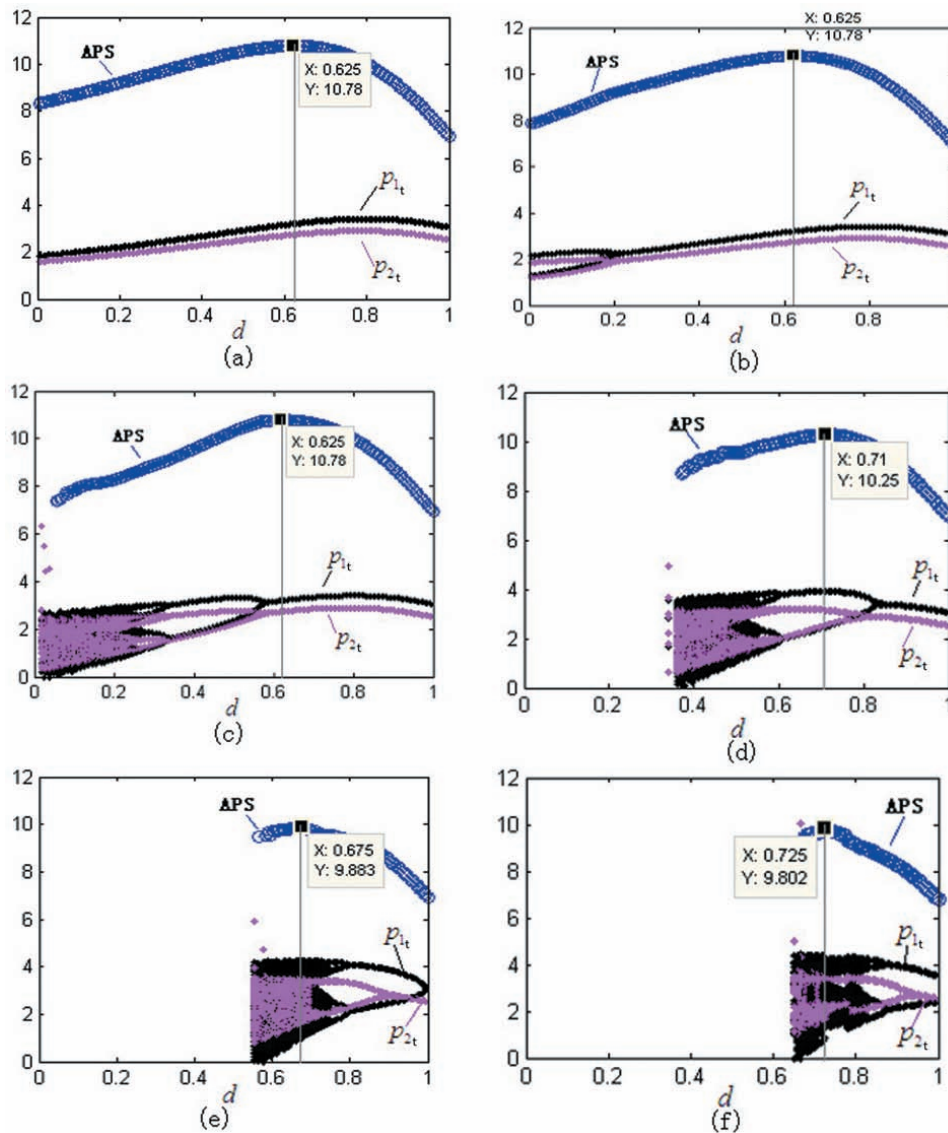 12
10
8
6
4
2
0
APS
X: 0.625
Y: 10.78
p1t
p2t
0 0.2 0.4 0.6 0.8 1
d
(a)
12
10
8
6
4
2
0
APS
X: 0.625
Y: 10.78
p1t
p2t
0 0.2 0.4 0.6 0.8
d
(b)
12
10
8
6
4
2
0
APS
X: 0.625
Y: 10.78
p1t
p2t
0 0.2 0.4 0.6 0.8 1
d
(c)
12
10
8
6
4
2
0
APS
X: 0.71
Y: 10.25
p1t
p2t
0 0.2 0.4 0.6 0.8 1
d
(d)
12
10
8
6
4
2
0
APS
X: 0.675
Y: 9.883
p1t
p2t
0 0.2 0.4 0.6 0.8 1
d
(e)
12
10
8
6
4
2
0
APS
X: 0.725
Y: 9.802
p1t
p2t
0 0.2 0.4 0.6 0.8 1
d
(f)